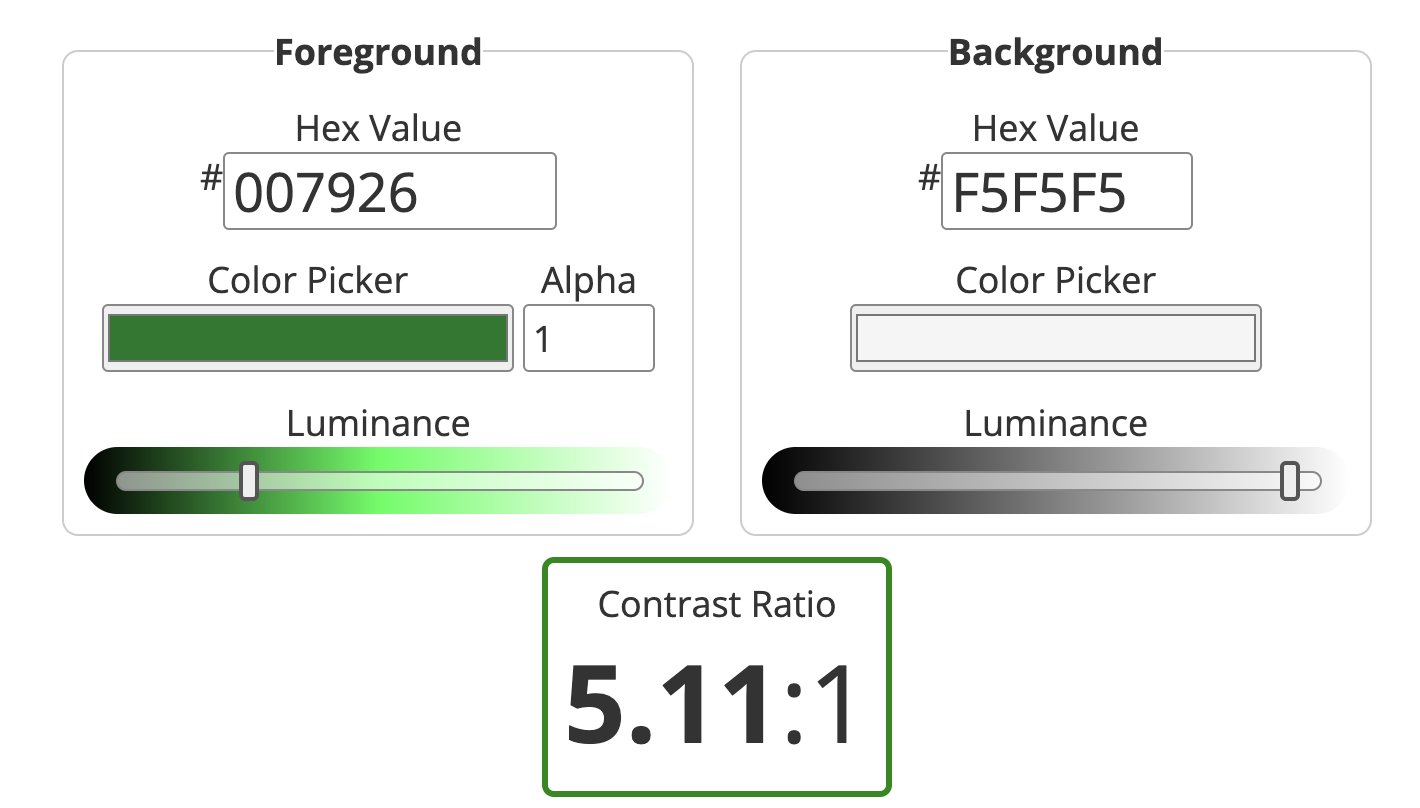 Foreground
Hex Value
#007926
Color Picker
Alpha
1
Luminance
Background
Hex Value
#F5F5F5
Color Picker
Luminance
Contrast Ratio
5.11:1